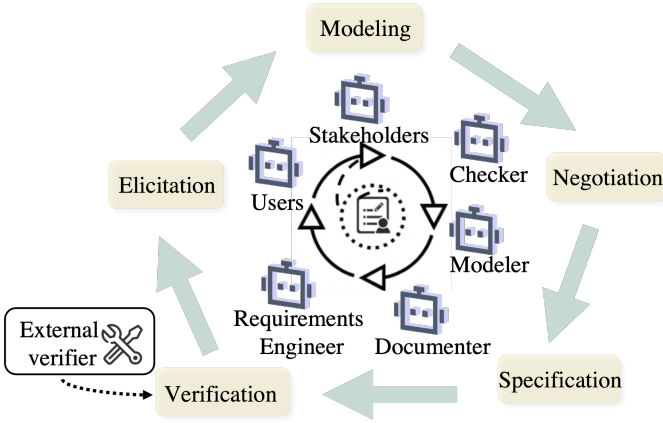 Modeling
Stakeholders
Checker
Elicitation
Negotiation
Users
Modeler
Requirements
Engineer
Documenter
External
verifier
Verification
Specification